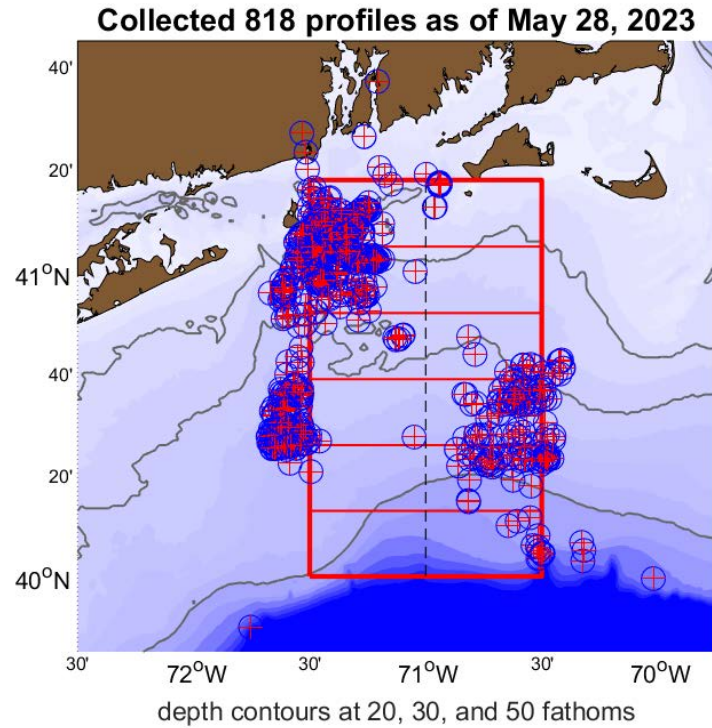 Collected 818 profiles as of May 28, 2023
40'
20'
41°N
40'
20'
40°N
30' 72°W 30' 71°W 30' 70°W
depth contours at 20, 30, and 50 fathoms